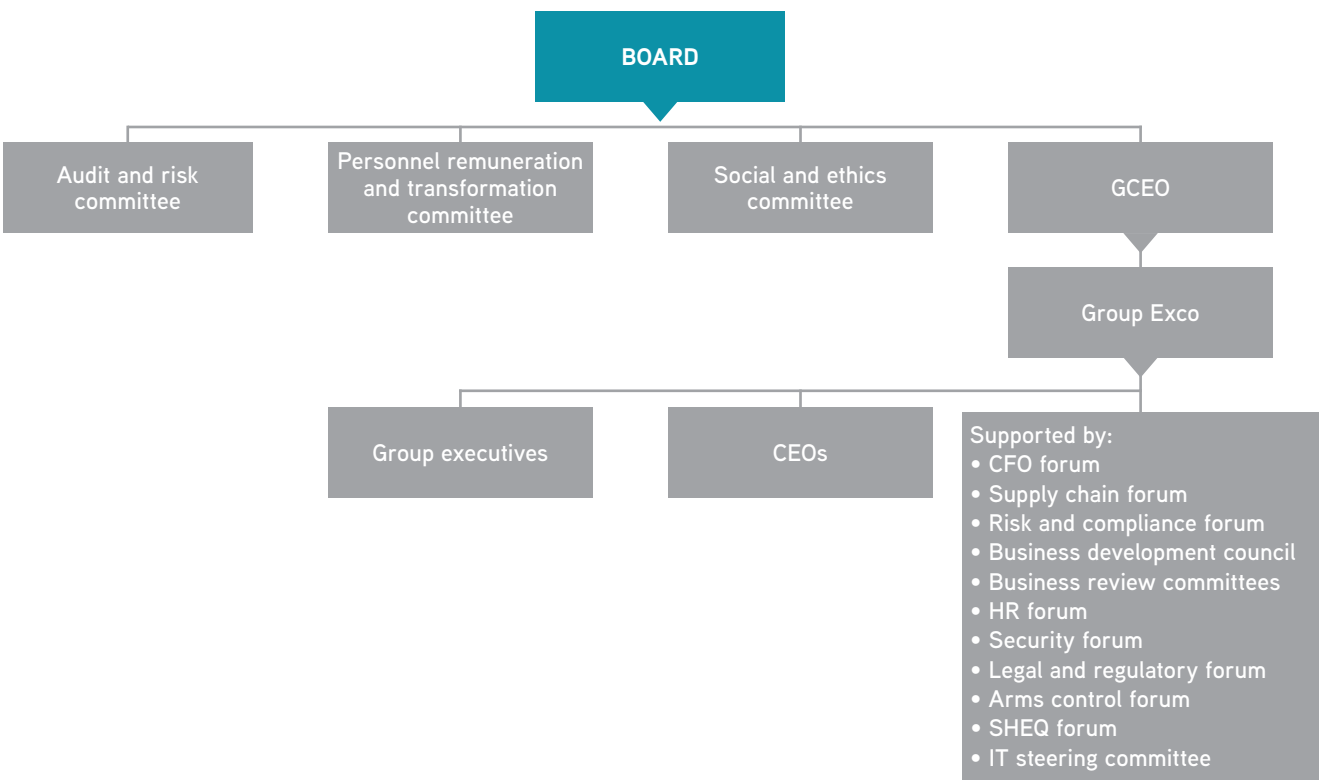 BOARD
Audit and risk
committee
Personnel remuneration
and transformation
committee
Social and ethics
committee
GCEO
Group Exco
Group executives
CEOs
Supported by:
• CFO forum
• Supply chain forum
• Risk and compliance forum
• Business development council
• Business review committees
• HR forum
• Security forum
• Legal and regulatory forum
• Arms control forum
• SHEQ forum
• IT steering committee